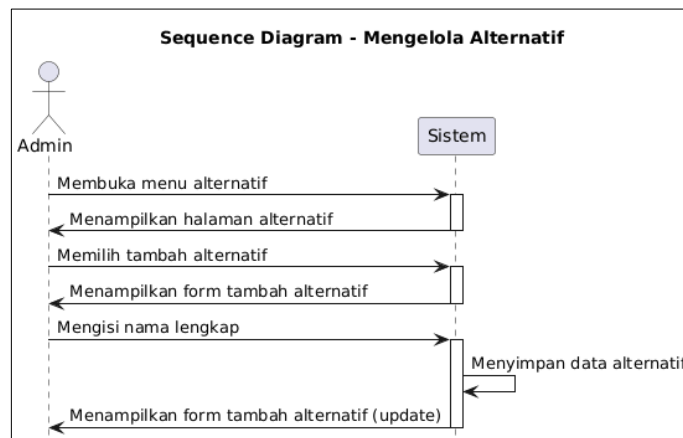 Sequence Diagram - Mengelola Alternatif
Admin
Sistem
Membuka menu alternatif
Menampilkan halaman alternatif
Memilih tambah alternatif
Menampilkan form tambah alternatif
Mengisi nama lengkap
Menyimpan data alternatif
Menampilkan form tambah alternatif (update)